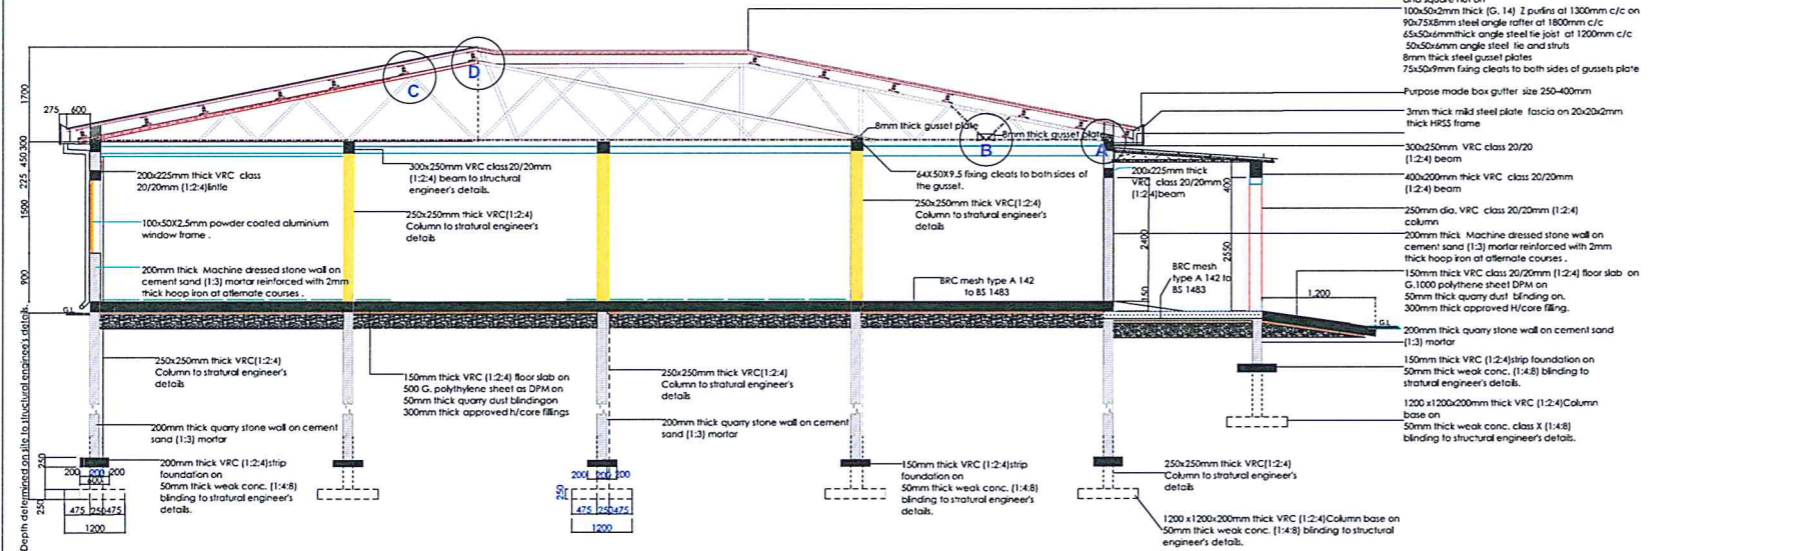 and square nut on
100x50x2mm thick (G. 14) Z purlins at 1300mm c/c on
90x75X8mm steel angle rafter at 1800mm c/c
65x50x6mmthick angle steel tie joist at 1200mm c/c
50x50x6mm angle steel tie and struts
8mm thick steel gusset plates
75x50x9mm fixing cleats to both sides of gussets plate
Purpose made box gutter size 250-400mm
3mm thick mild steel plate fascia on 20x20x2mm
thick HRSS frame
300x250mm VRC class 20/20
(1:2:4) beam
400x200mm thick VRC class 20/20mm
(1:2:4) beam
250mm dia. VRC class 20/20mm (1:2:4)
column
200mm thick Machine dressed stone wall on
cement sand (1:3) mortar reinforced with 2mm
thick hoop iron at alternate courses .
150mm thick VRC class 20/20mm (1:2:4) floor slab on
G.1000 polythene sheet DPM on
50mm thick quarry dust blinding on.
300mm thick approved H/core filling.
200mm thick quarry stone wall on cement sand
(1:3) mortar
150mm thick VRC (1:2:4)strip foundation on
50mm thick weak conc. (1:4:8) blinding to
stratural engineer's details.
1200 x1200x200mm thick VRC (1:2:4)Column
base on
50mm thick weak conc. class X (1:4:8)
blinding to structural engineer's details.
D
C
B
A
275
600
1700
300
450
225
1500
900
G.L
8mm thick gusset plate
8mm thick gusset plate
200x225mm thick VRC class
20/20mm (1:2:4)lintle
300x250mm VRC class20/20mm
(1:2:4) beam to structural
engineer's details.
64X50X9.5 fixing cleats to both sides of
the gusset.
200x225mm thick
VRC class 20/20mm
(1:2:4)beam
400
100x50X2.5mm powder coated aluminium
window frame .
250x250mm thick VRC(1:2:4)
Column to stratural engineer's
details
250x250mm thick VRC(1:2:4)
Column to stratural engineer's
details
2400
2550
200mm thick Machine dressed stone wall on
cement sand (1:3) mortar reinforced with 2mm
thick hoop iron at alternate courses .
BRC mesh type A 142
to BS 1483
BRC mesh
type A 142 to
BS 1483
150
1,200
G.L
Depth determined on site to structural engineer's details.
250x250mm thick VRC(1:2:4)
Column to stratural engineer's
details
150mm thick VRC (1:2:4) floor slab on
500 G. polythylene sheet as DPM on
50mm thick quarry dust blindingon
300mm thick approved h/core fillings
250x250mm thick VRC(1:2:4)
Column to stratural engineer's
details
200mm thick quarry stone wall on cement
sand (1:3) mortar
200mm thick quarry stone wall on cement
sand (1:3) mortar
250
200 200 200
600
200mm thick VRC (1:2:4)strip
foundation on
50mm thick weak conc. (1:4:8)
blinding to stratural engineer's
details.
250
475 250 475
1200
200 200 200
250
475 250 475
1200
150mm thick VRC (1:2:4)strip
foundation on
50mm thick weak conc. (1:4:8)
blinding to stratural engineer's
details.
250x250mm thick VRC(1:2:4)
Column to stratural engineer's
details
1200 x1200x200mm thick VRC (1:2:4)Column base on
50mm thick weak conc. (1:4:8) blinding to structural
engineer's details.